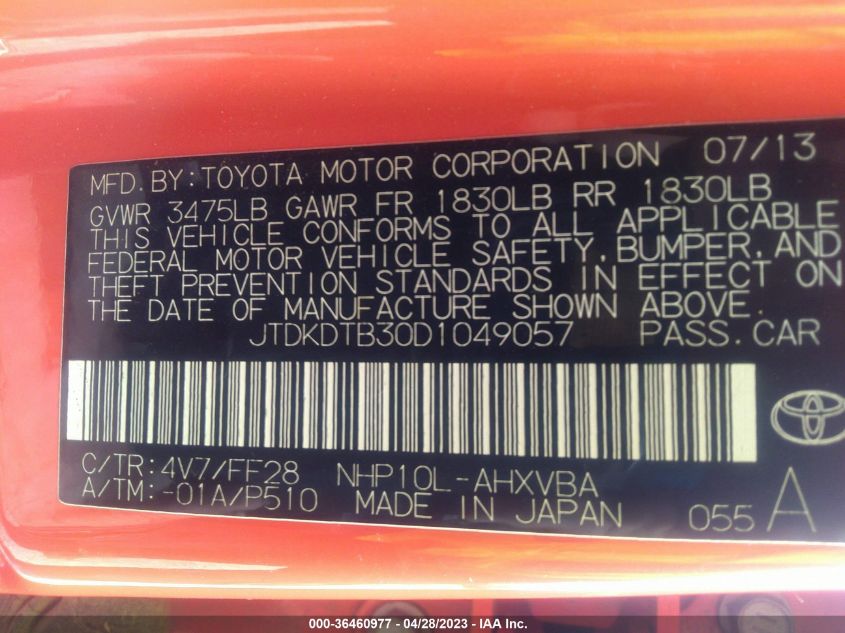 MFD. BY: TOYOTA MOTOR CORPORATION 07/13
GVWR 3475LB GAWR FR 1830LB RR 1830LB
THIS VEHICLE CONFORMS TO ALL APPLICABLE
FEDERAL MOTOR VEHICLE SAFETY, BUMPER, AND
THEFT PREVENTION STANDARDS IN EFFECT ON
THE DATE OF MANUFACTURE SHOWN ABOVE.
JTDKDTB30D1049057 PASS. CAR
C/TR: 4V7/FF28 NHP10L-AHXVBA
A/TM: -01A/P510 MADE IN JAPAN 055 A
000-36460977 - 04/28/2023 - IAA Inc.